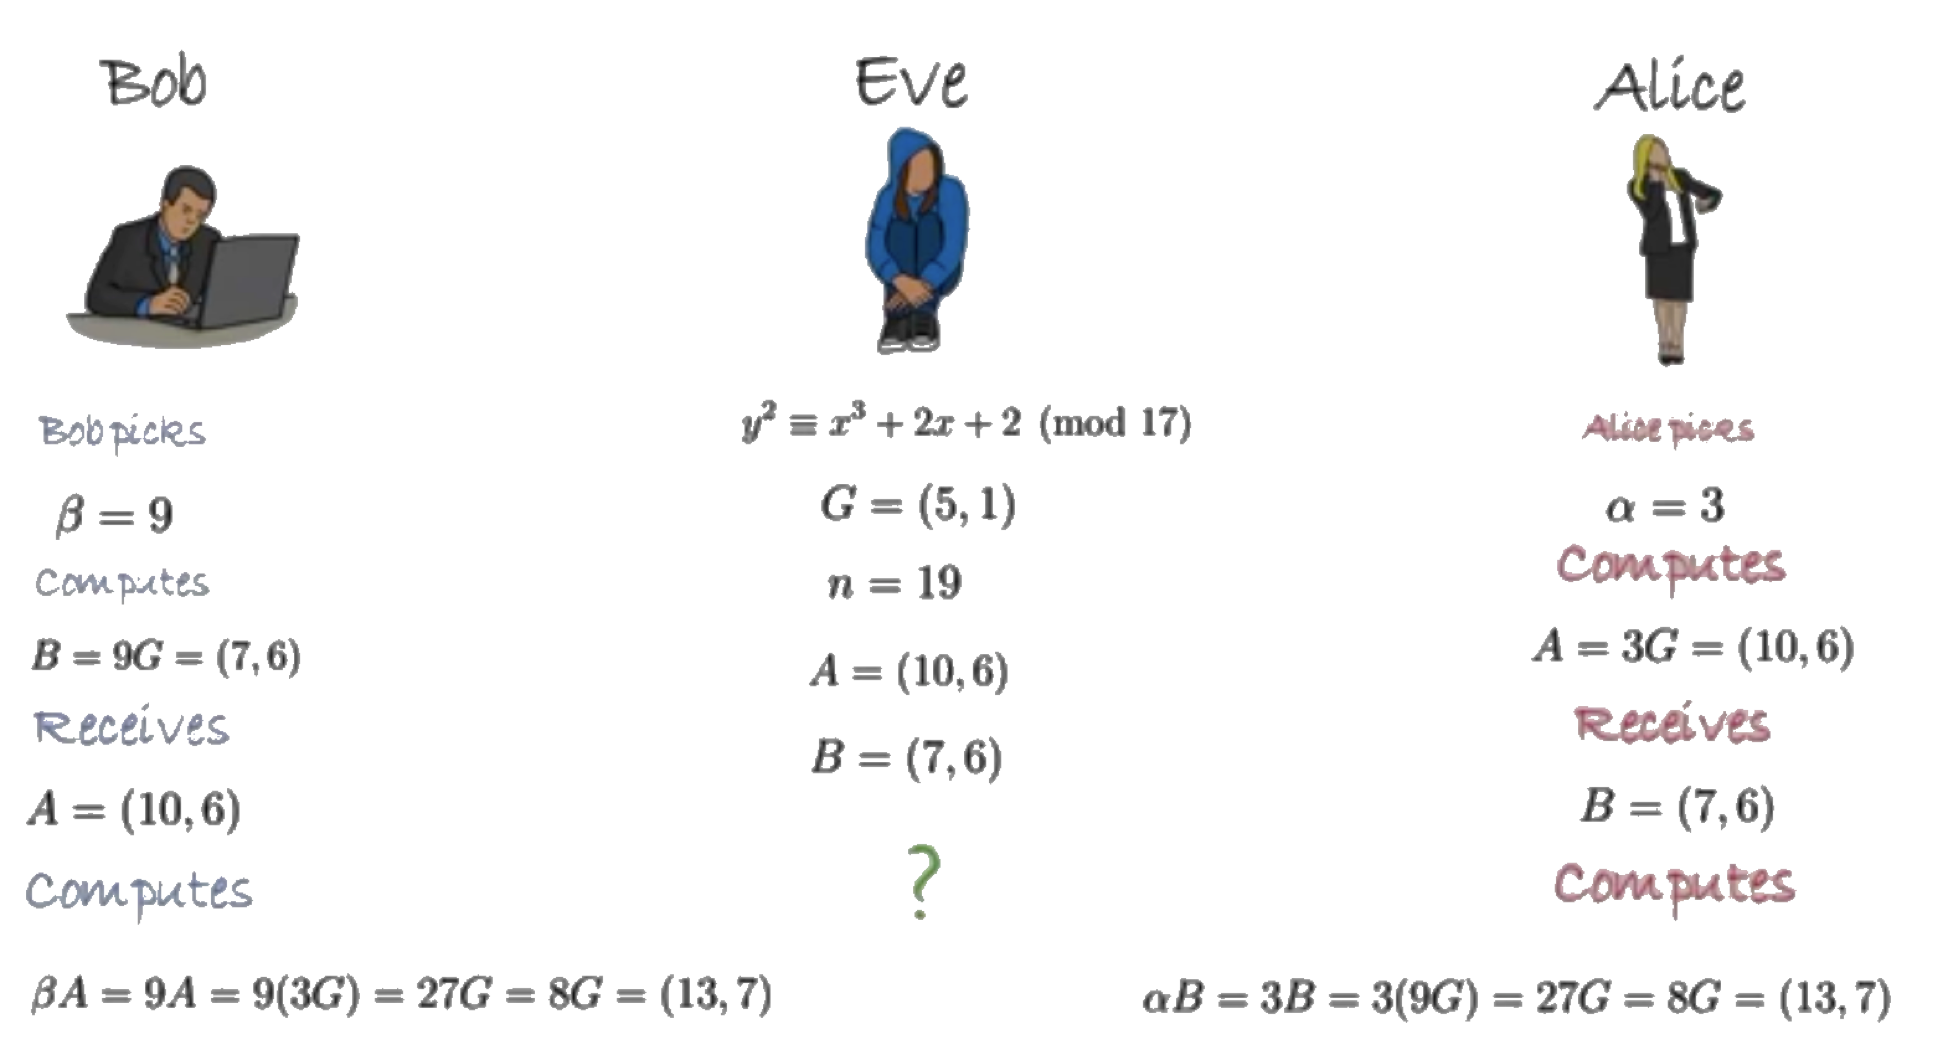 Bob
Bob picks
β = 9
Computes
B = 9G = (7, 6)
Receives
A = (10, 6)
Computes
βA = 9A = 9(3G) = 27G = 8G = (13, 7)
Eve
y² ≡ x³ + 2x + 2 (mod 17)
G = (5, 1)
n = 19
A = (10, 6)
B = (7, 6)
?
Alice
Alice picks
α = 3
Computes
A = 3G = (10, 6)
Receives
B = (7, 6)
Computes
αB = 3B = 3(9G) = 27G = 8G = (13, 7)